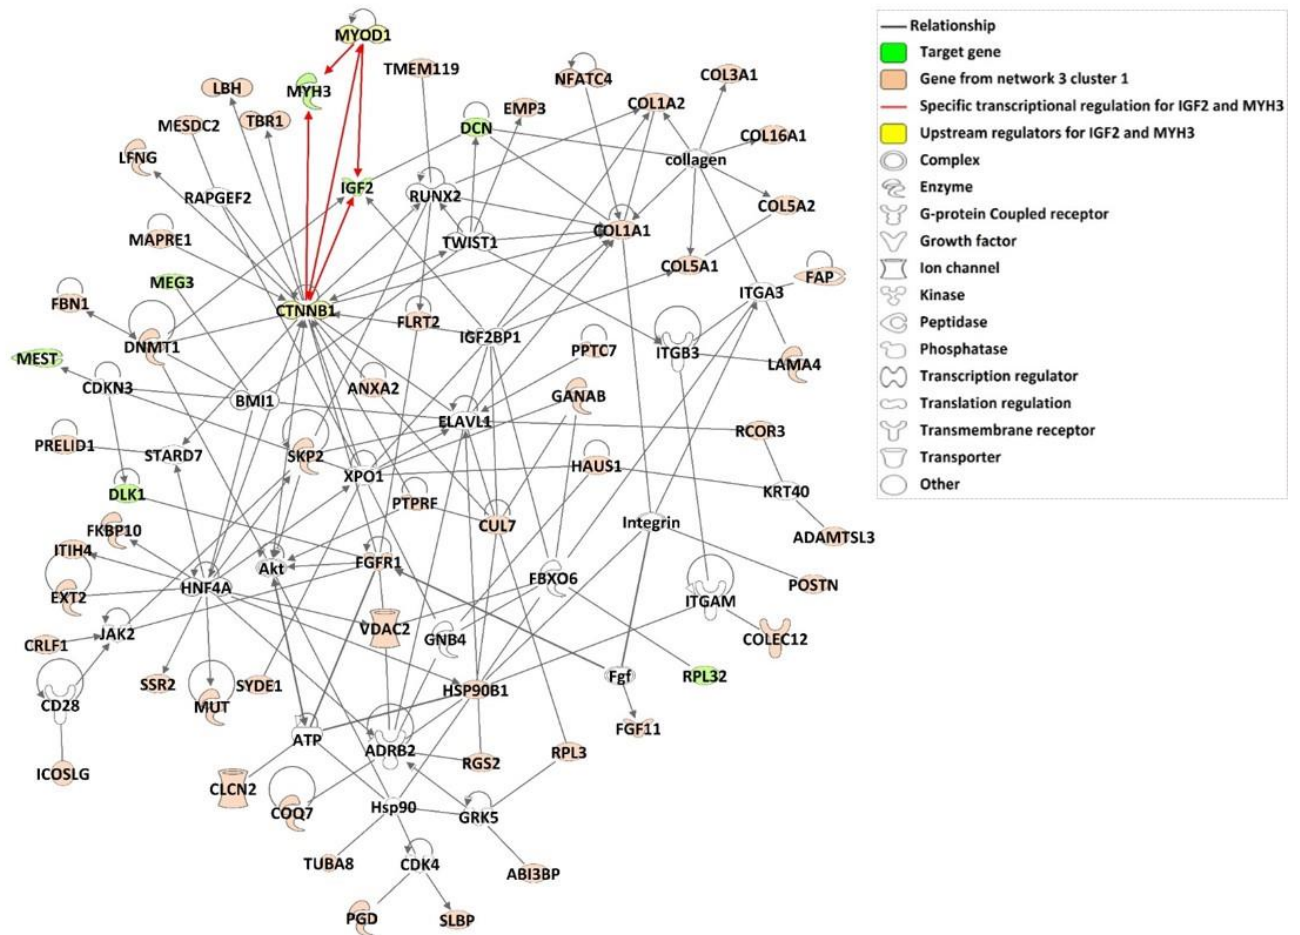 MYOD1
TMEM119
NFATC4
COL3A1
LBH
MYH3
EMP3
COL1A2
MESDC2
TBR1
DCN
COL16A1
LFNG
collagen
RAPGEF2
IGF2
RUNX2
COL5A2
MAPRE1
TWIST1
COL1A1
MEG3
COL5A1
FAP
FBN1
CTNNB1
FLRT2
IGF2BP1
ITGA3
DNMT1
PPTC7
ITGB3
MEST
LAMA4
CDKN3
BMI1
ANXA2
GANAB
ELAVL1
RCOR3
PRELID1
STARD7
SKP2
XPO1
HAUS1
KRT40
DLK1
PTPRF
CUL7
Integrin
FKBP10
ADAMTSL3
ITIH4
Akt
FGFR1
FBXO6
EXT2
HNF4A
POSTN
ITGAM
JAK2
VDAC2
GNB4
COLEC12
CRLF1
SSR2
SYDE1
HSP90B1
Fgf
RPL32
MUT
CD28
FGF11
ATP
ADRB2
ICOSLG
RGS2
RPL3
CLCN2
COQ7
Hsp90
GRK5
TUBA8
CDK4
ABI3BP
PGD
SLBP
Relationship
Target gene
Gene from network 3 cluster 1
Specific transcriptional regulation for IGF2 and MYH3
Upstream regulators for IGF2 and MYH3
Complex
Enzyme
G-protein Coupled receptor
Growth factor
Ion channel
Kinase
Peptidase
Phosphatase
Transcription regulator
Translation regulation
Transmembrane receptor
Transporter
Other